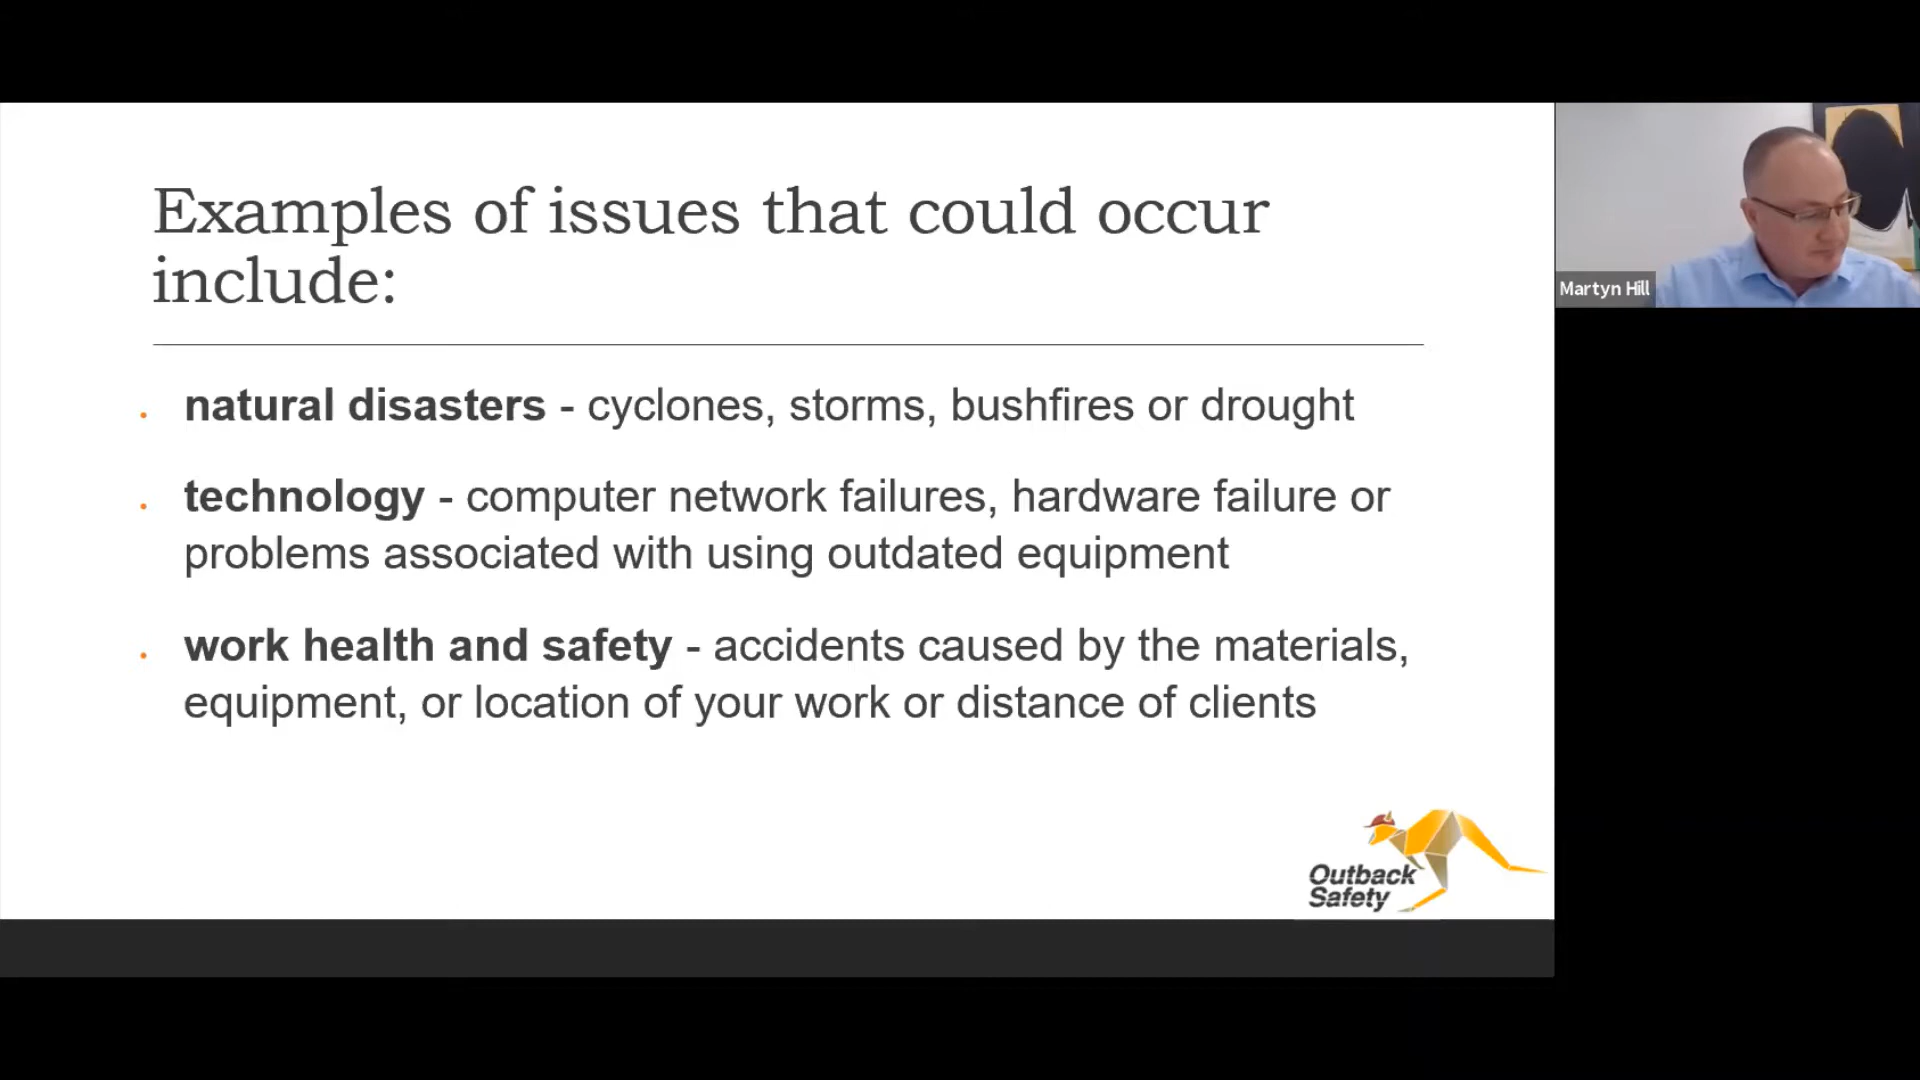 Examples of issues that could occur
include:
natural disasters - cyclones, storms, bushfires or drought
technology - computer network failures, hardware failure or
problems associated with using outdated equipment
work health and safety - accidents caused by the materials,
equipment, or location of your work or distance of clients
Outback
Safety
Martyn Hill